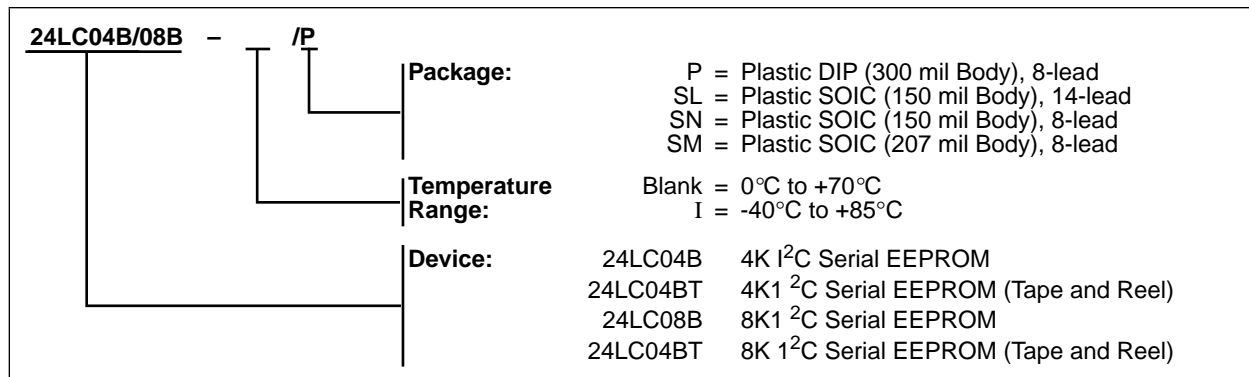 24LC04B/08B – /P
Package: P = Plastic DIP (300 mil Body), 8-lead
SL = Plastic SOIC (150 mil Body), 14-lead
SN = Plastic SOIC (150 mil Body), 8-lead
SM = Plastic SOIC (207 mil Body), 8-lead
Temperature Blank = 0°C to +70°C
Range: I = -40°C to +85°C
Device: 24LC04B 4K I²C Serial EEPROM
24LC04BT 4K1 ²C Serial EEPROM (Tape and Reel)
24LC08B 8K1 ²C Serial EEPROM
24LC04BT 8K 1²C Serial EEPROM (Tape and Reel)